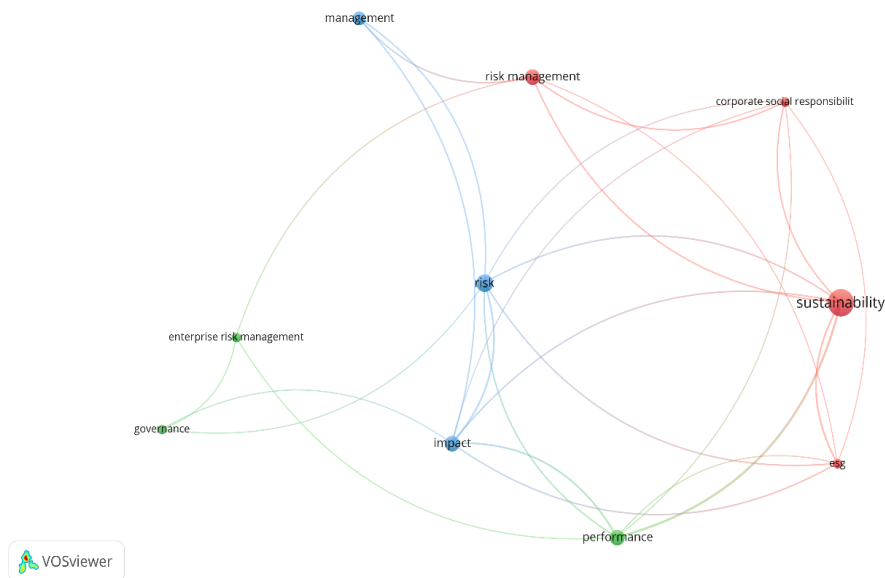 management
risk management
corporate social responsibilit
risk
sustainability
enterprise risk management
governance
impact
esg
performance
VOSviewer